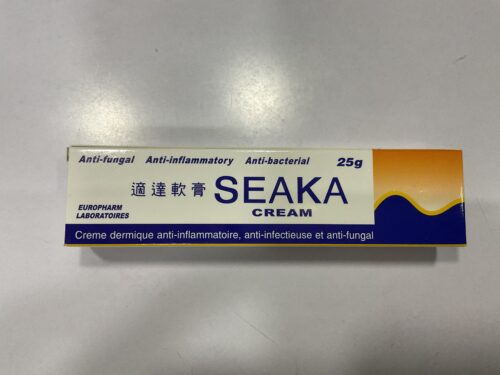 Anti-fungal Anti-inflammatory Anti-bacterial 25g
適達軟膏 SEAKA
CREAM
EUROPHARM
LABORATOIRES
Creme dermique anti-inflammatoire, anti-infectieuse et anti-fungal